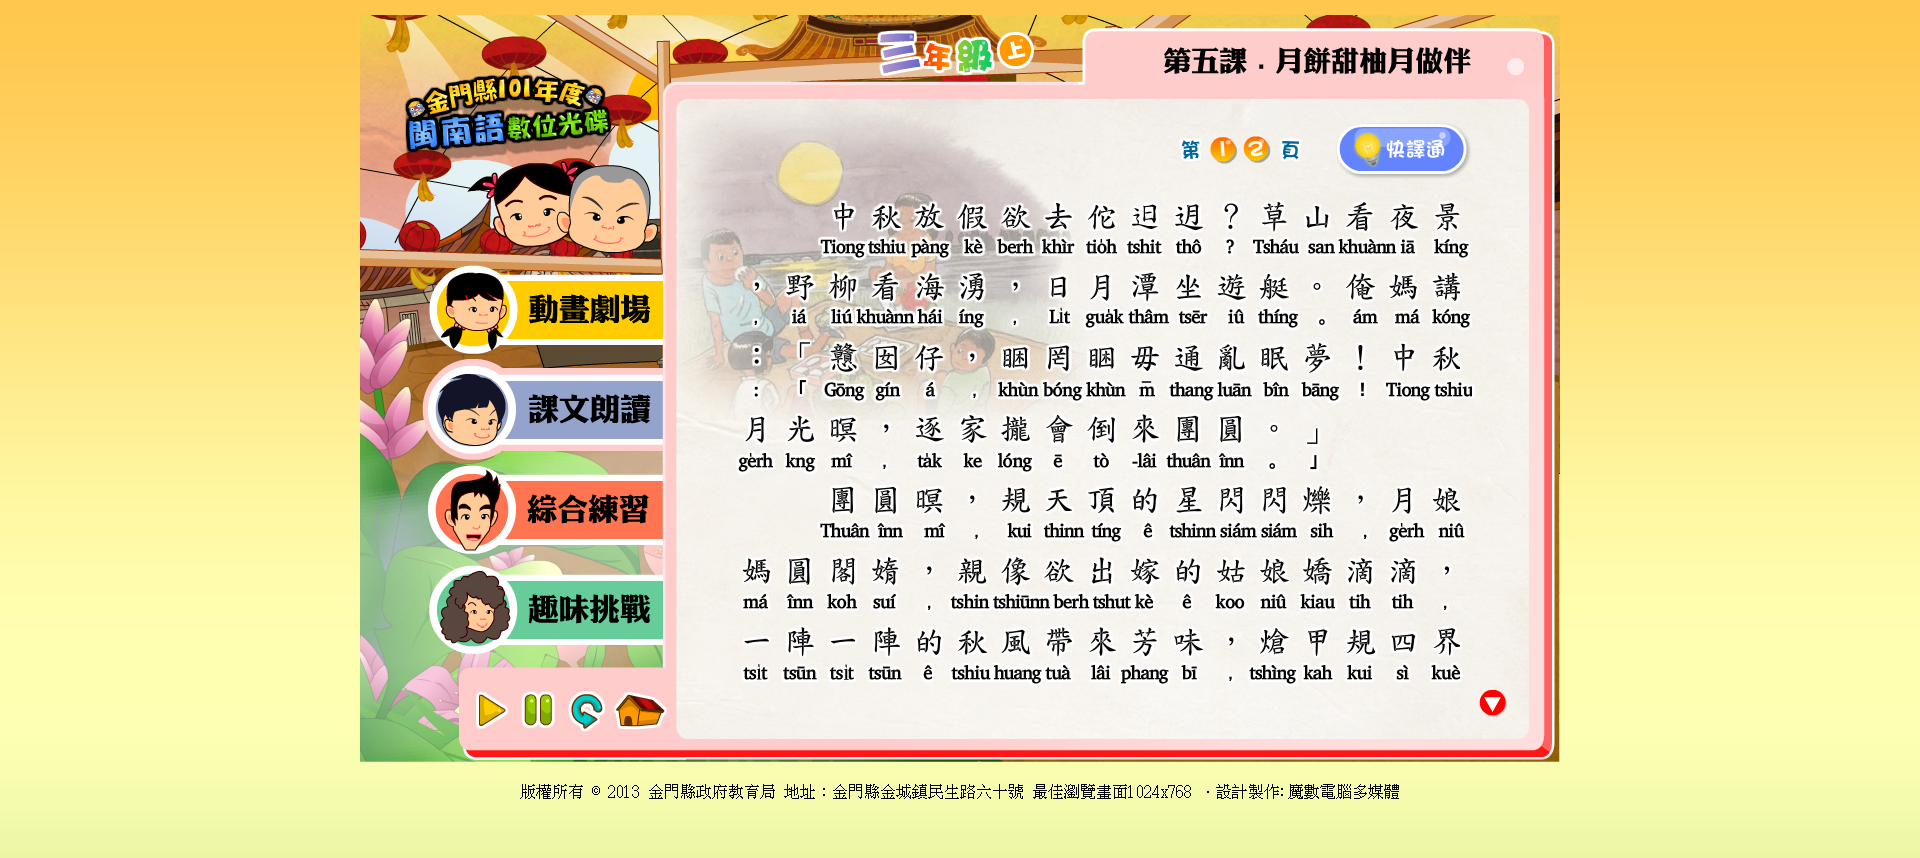 三年級上
第五課．月餅甜柚月做伴
金門縣101年度
閩南語數位光碟
第 1 2 頁
快譯通
動畫劇場
課文朗讀
綜合練習
趣味挑戰
中秋放假欲去佗迌迌？草山看夜景
Tiong tshiu pàng kè berh khìr tio̍h tshit thô ? Tsháu san khuànn iā kíng
，野柳看海湧，日月潭坐遊艇。俺媽講
, iá liú khuànn hái íng , Li̍t gua̍k thâm tsēr iû thíng 。 ám má kóng
：「戇囡仔，睏罔睏毋通亂眠夢！中秋
: 「 Gōng gín á , khùn bóng khùn m̄ thang luān bîn bāng ! Tiong tshiu
月光暝，逐家攏會倒來團圓。」
ge̍rh kng mî , ta̍k ke lóng ē tò -lâi thuân înn 。 」
團圓暝，規天頂的星閃閃爍，月娘
Thuân înn mî , kui thinn tíng ê tshinn siám siám sih , ge̍rh niû
媽圓閣媠，親像欲出嫁的姑娘嬌滴滴，
má înn koh suí , tshin tshiūnn berh tshut kè ê koo niû kiau tih tih ,
一陣一陣的秋風帶來芳味，熗甲規四界
tsi̍t tsūn tsi̍t tsūn ê tshiu huang tuà lâi phang bī , tshìng kah kui sì kuè
版權所有 © 2013 金門縣政府教育局 地址：金門縣金城鎮民生路六十號 最佳瀏覽畫面1024x768 ．設計製作: 魔數電腦多媒體